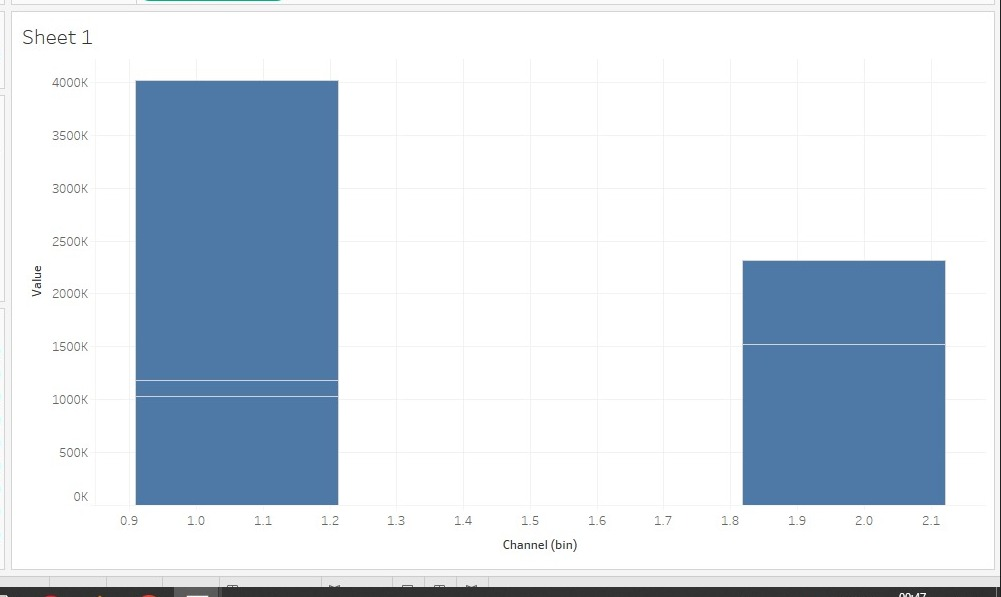 Sheet 1
4000K
3500K
3000K
2500K
2000K
1500K
1000K
500K
0K
Value
0.9 1.0 1.1 1.2 1.3 1.4 1.5 1.6 1.7 1.8 1.9 2.0 2.1
Channel (bin)